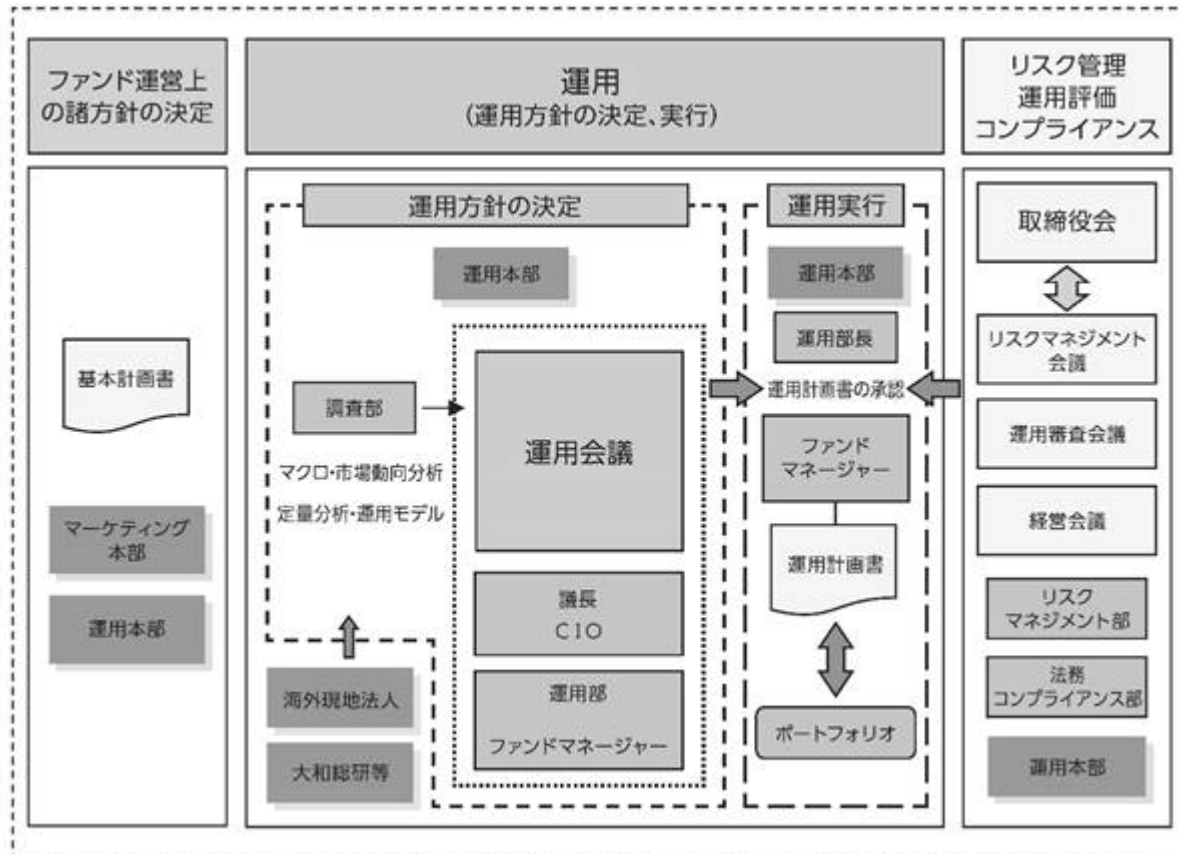 ファンド運営上
の諸方針の決定
運用
(運用方針の決定、実行)
リスク管理
運用評価
コンプライアンス
基本計画書
マーケティング
本部
運用本部
運用方針の決定
運用本部
調査部
マクロ・市場動向分析
定量分析・運用モデル
海外現地法人
大和総研等
運用会議
議長
CIO
運用部
ファンドマネージャー
運用実行
運用本部
運用部長
運用計画書の承認
ファンド
マネージャー
運用計画書
ポートフォリオ
取締役会
リスクマネジメント
会議
運用審査会議
経営会議
リスク
マネジメント部
法務
コンプライアンス部
運用本部